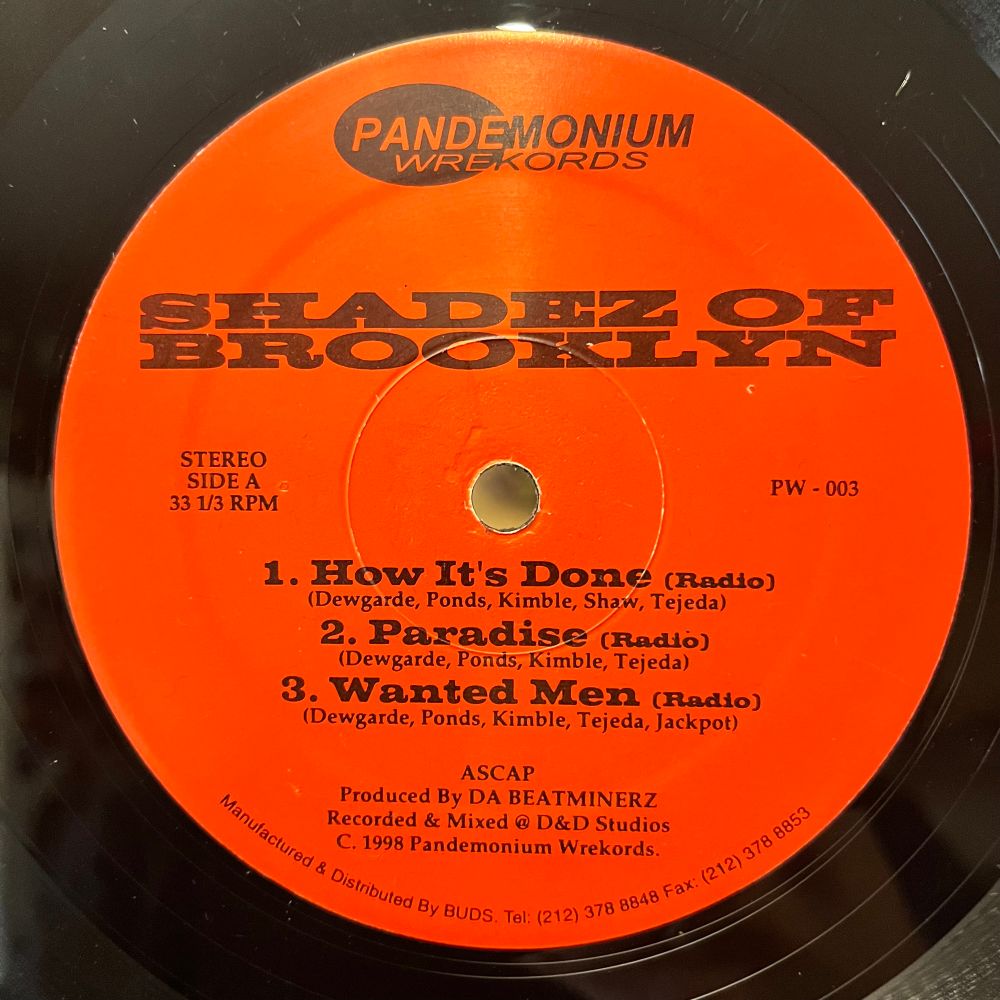 PANDEMONIUM
WREKORDS
SHADEZ OF
BROOKLYN
STEREO
SIDE A
33 1/3 RPM
PW - 003
1. How It's Done (Radio)
(Dewgarde, Ponds, Kimble, Shaw, Tejeda)
2. Paradise (Radio)
(Dewgarde, Ponds, Kimble, Tejeda)
3. Wanted Men (Radio)
(Dewgarde, Ponds, Kimble, Tejeda, Jackpot)
ASCAP
Produced By DA BEATMINERZ
Recorded & Mixed @ D&D Studios
C. 1998 Pandemonium Wrekords.
Manufactured & Distributed By BUDS. Tel: (212) 378 8848 Fax: (212) 378 8853